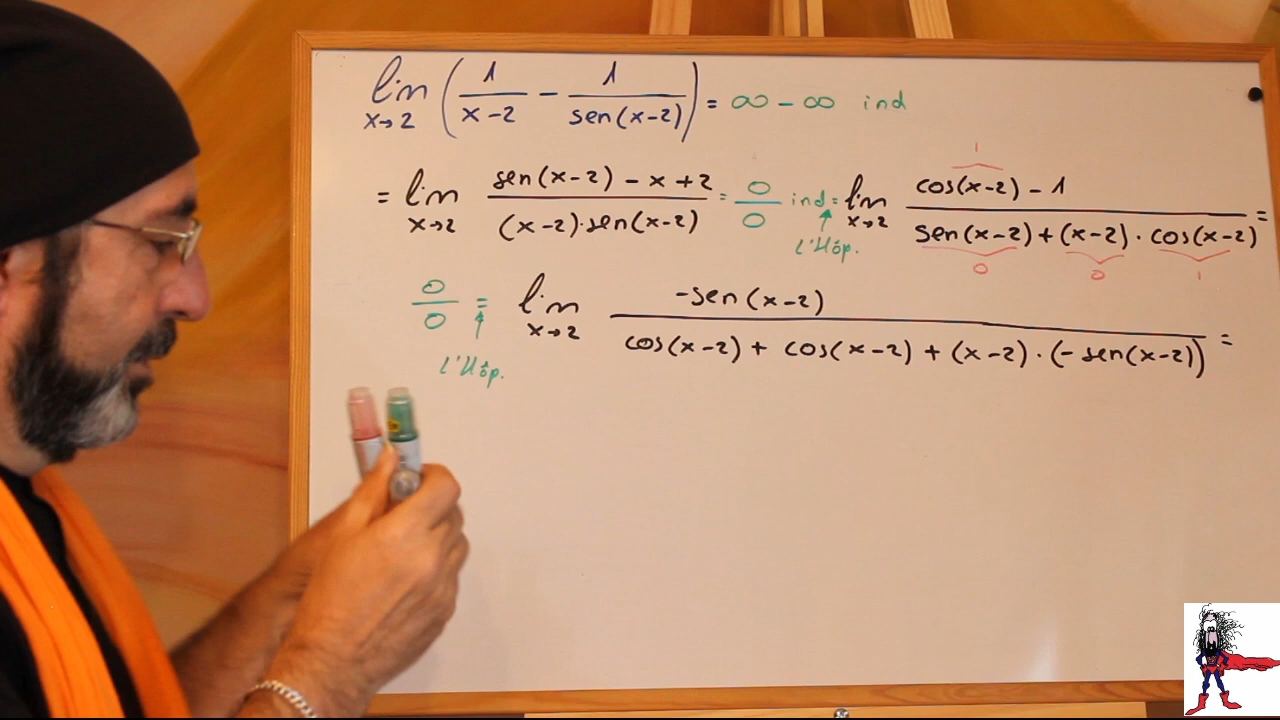 lim x→2 (1/(x-2) - 1/(sen(x-2))) = ∞ - ∞ ind
= lim x→2 (sen(x-2) - x + 2)/((x-2)·sen(x-2)) = 0/0 ind = lim x→2 (cos(x-2) - 1)/(sen(x-2) + (x-2)·cos(x-2)) =
1
L'Hôp.
0 0 1
0/0 = lim x→2 (-sen(x-2))/(cos(x-2) + cos(x-2) + (x-2)·(-sen(x-2))) =
L'Hôp.